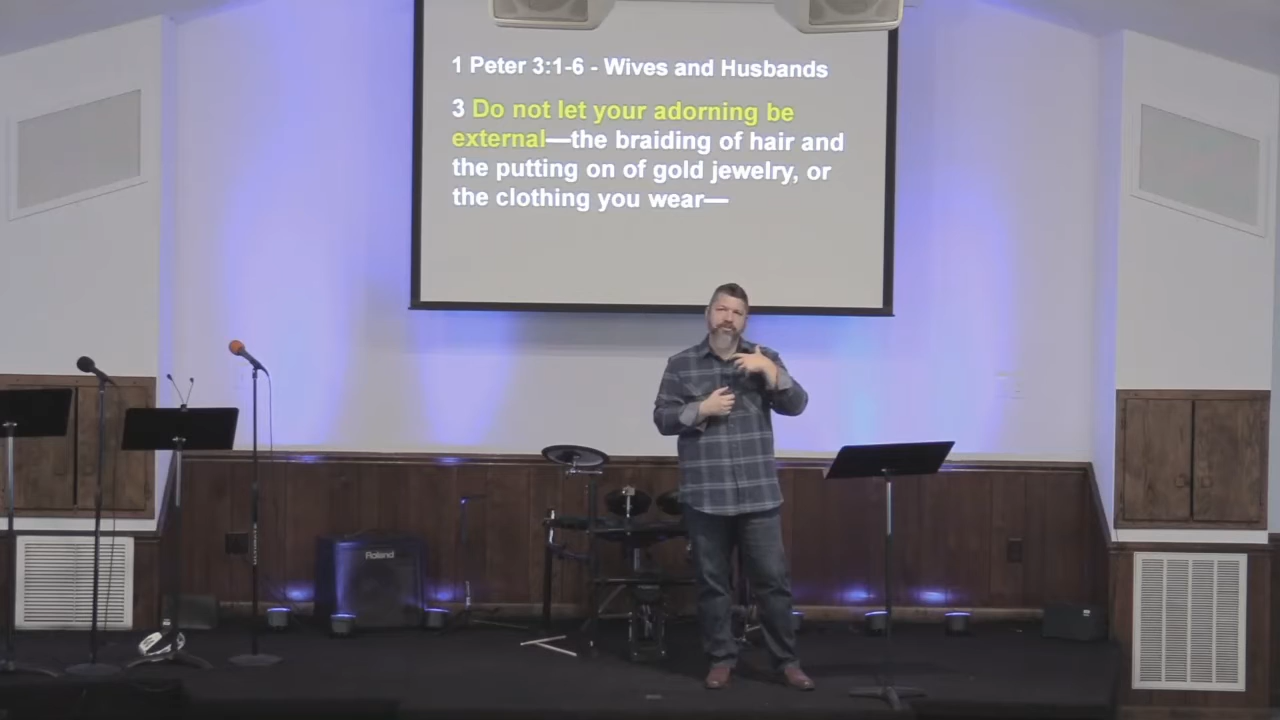 1 Peter 3:1-6 - Wives and Husbands
3 Do not let your adorning be
external—the braiding of hair and
the putting on of gold jewelry, or
the clothing you wear—
Roland